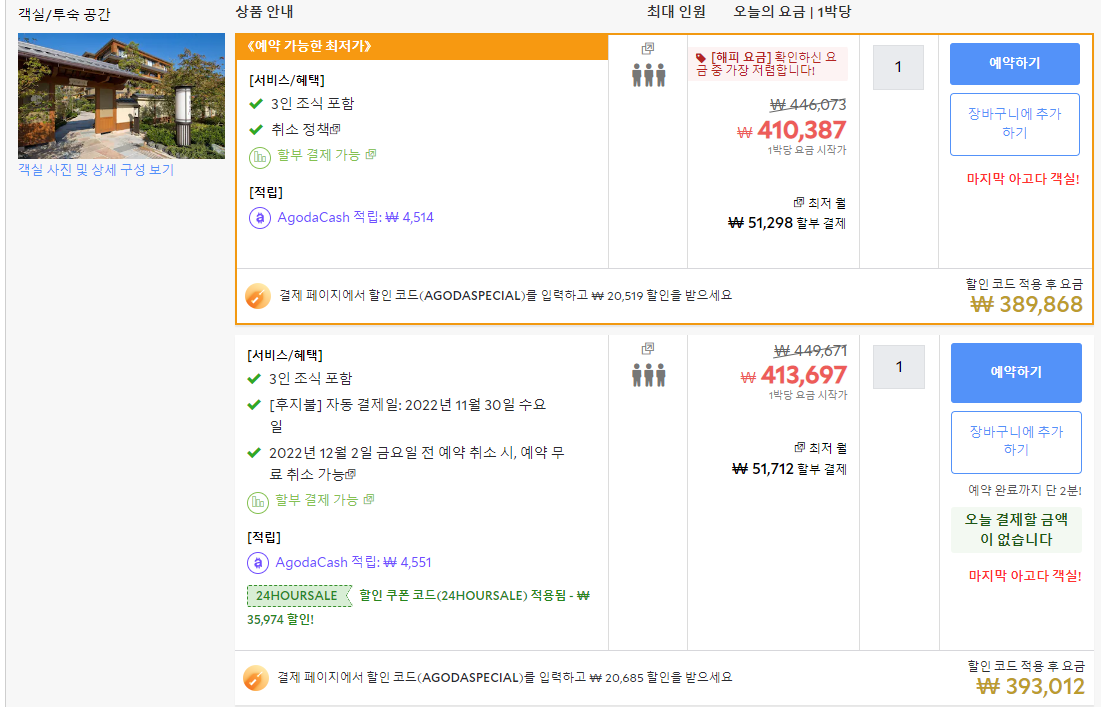 객실/투숙 공간
상품 안내
최대 인원
오늘의 요금 | 1박당
객실 사진 및 상세 구성 보기
《예약 가능한 최저가》
[서비스/혜택]
3인 조식 포함
취소 정책
할부 결제 가능
[적립]
AgodaCash 적립: ₩ 4,514
[해피 요금] 확인하신 요
금 중 가장 저렴합니다!
₩ 446,073
₩ 410,387
1박당 요금 시작가
최저 월
₩ 51,298 할부 결제
1
예약하기
장바구니에 추가
하기
마지막 아고다 객실!
결제 페이지에서 할인 코드(AGODASPECIAL)를 입력하고 ₩ 20,519 할인을 받으세요
할인 코드 적용 후 요금
₩ 389,868
[서비스/혜택]
3인 조식 포함
[후지불] 자동 결제일: 2022년 11월 30일 수요
일
2022년 12월 2일 금요일 전 예약 취소 시, 예약 무
료 취소 가능
할부 결제 가능
[적립]
AgodaCash 적립: ₩ 4,551
24HOURSALE 할인 쿠폰 코드(24HOURSALE) 적용됨 - ₩
35,974 할인!
₩ 449,671
₩ 413,697
1박당 요금 시작가
최저 월
₩ 51,712 할부 결제
1
예약하기
장바구니에 추가
하기
예약 완료까지 단 2분!
오늘 결제할 금액
이 없습니다
마지막 아고다 객실!
결제 페이지에서 할인 코드(AGODASPECIAL)를 입력하고 ₩ 20,685 할인을 받으세요
할인 코드 적용 후 요금
₩ 393,012